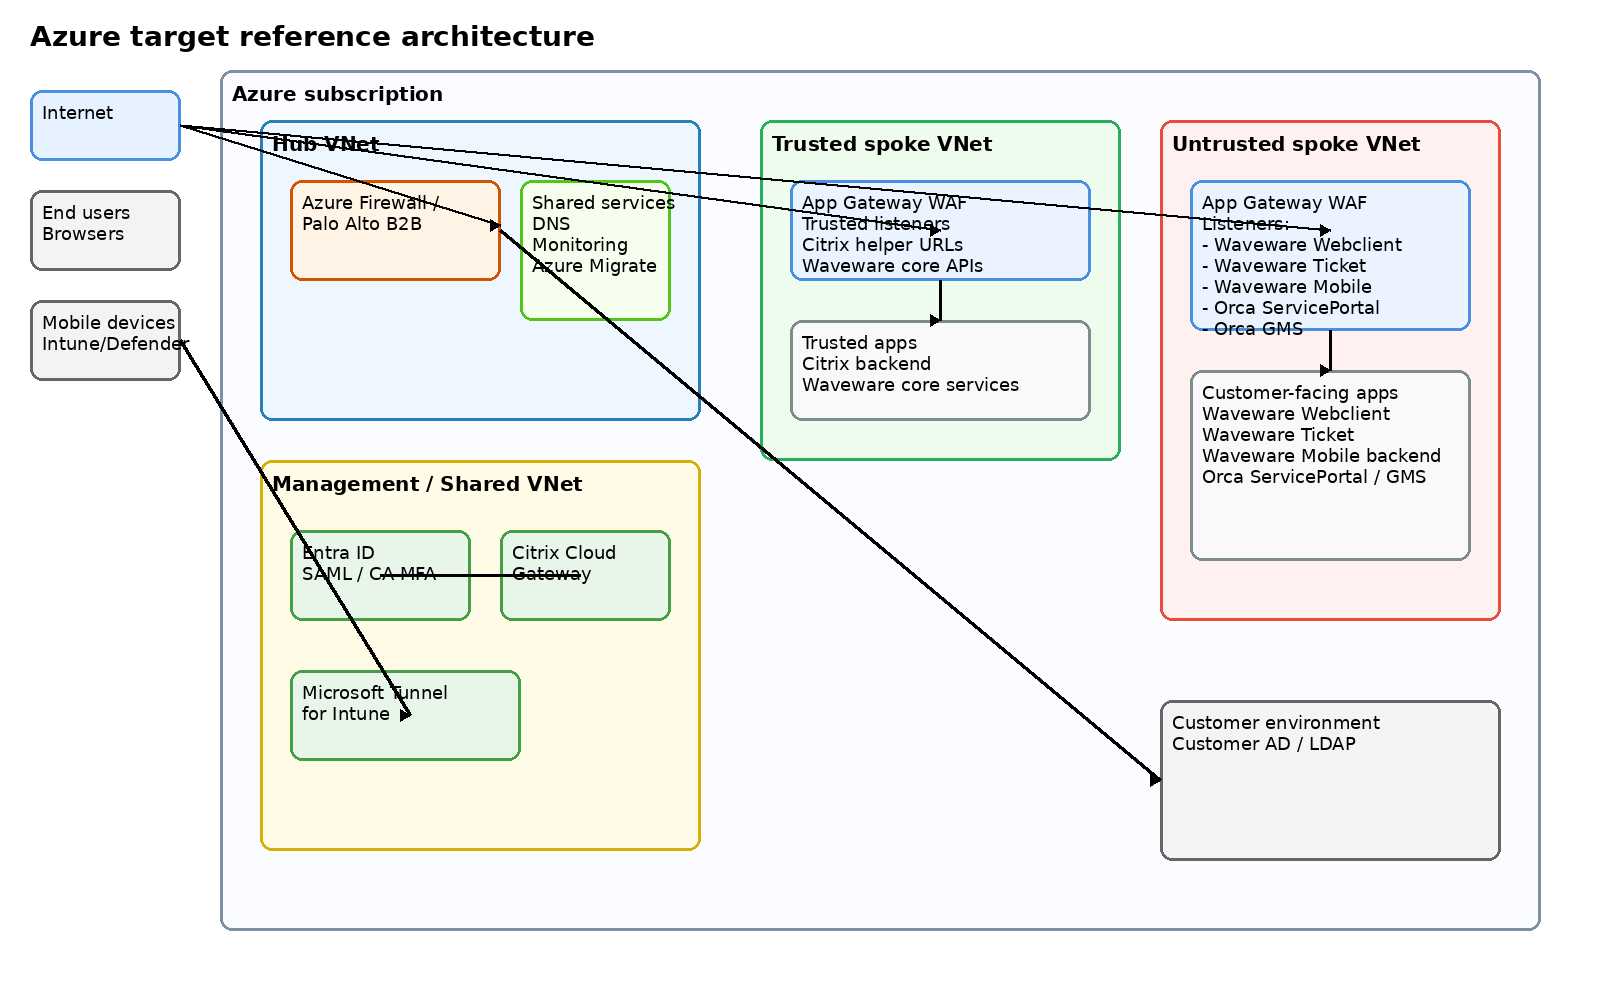 Azure target reference architecture
Internet
End users
Browsers
Mobile devices
Intune/Defender
Azure subscription
Hub VNet
Azure Firewall /
Palo Alto B2B
Shared services
DNS
Monitoring
Azure Migrate
Trusted spoke VNet
App Gateway WAF
Trusted listeners
Citrix helper URLs
Waveware core APIs
Trusted apps
Citrix backend
Waveware core services
Untrusted spoke VNet
App Gateway WAF
Listeners:
- Waveware Webclient
- Waveware Ticket
- Waveware Mobile
- Orca ServicePortal
- Orca GMS
Customer-facing apps
Waveware Webclient
Waveware Ticket
Waveware Mobile backend
Orca ServicePortal / GMS
Management / Shared VNet
Entra ID
SAML / CA MFA
Citrix Cloud
Gateway
Microsoft Tunnel
for Intune
Customer environment
Customer AD / LDAP